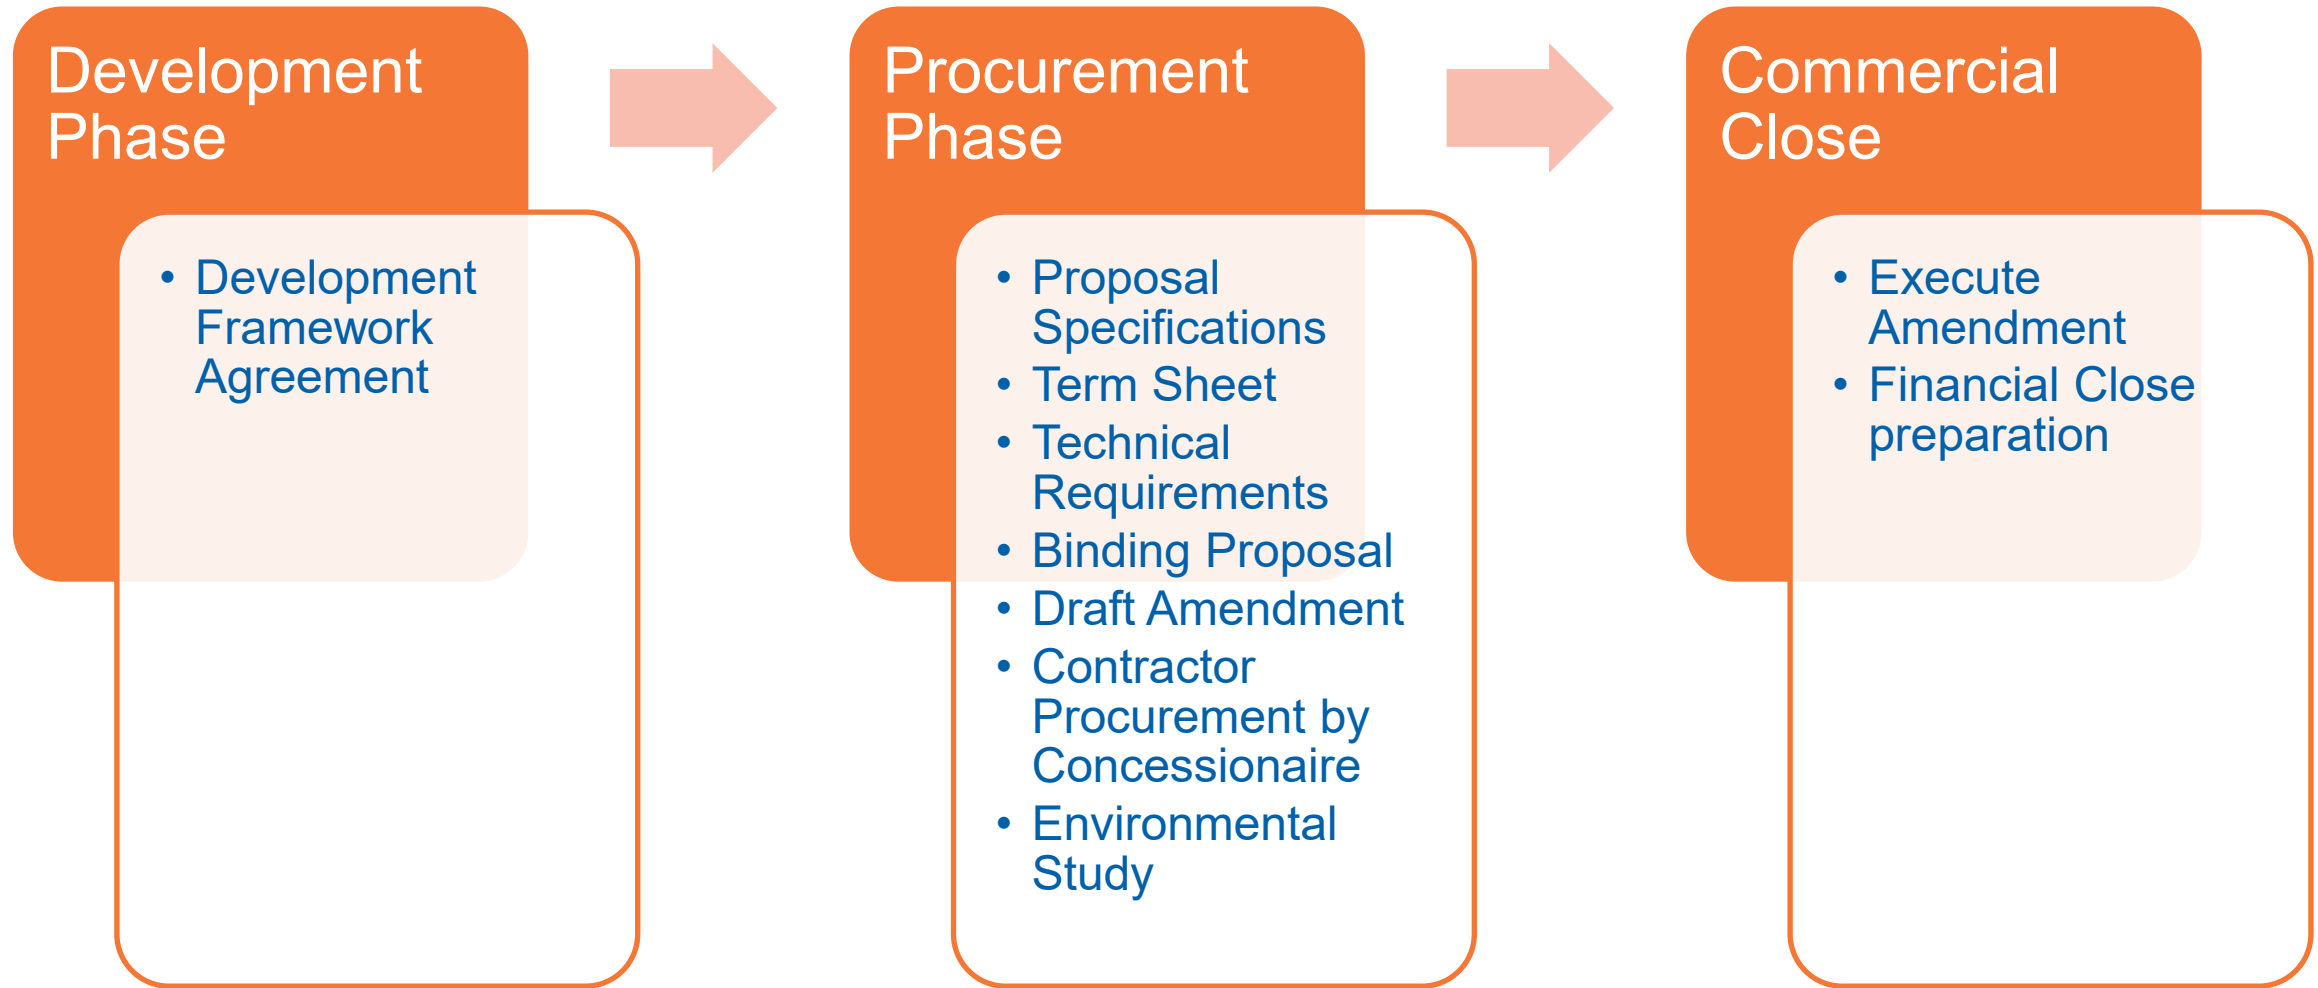 Development
Phase
• Development
Framework
Agreement
Procurement
Phase
• Proposal
Specifications
• Term Sheet
• Technical
Requirements
• Binding Proposal
• Draft Amendment
• Contractor
Procurement by
Concessionaire
• Environmental
Study
Commercial
Close
• Execute
Amendment
• Financial Close
preparation